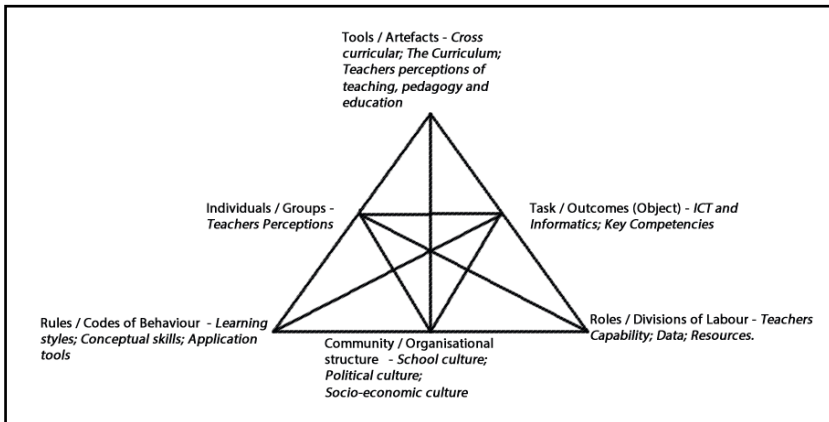 Tools / Artefacts - Cross
curricular; The Curriculum;
Teachers perceptions of
teaching, pedagogy and
education
Individuals / Groups -
Teachers Perceptions
Task / Outcomes (Object) - ICT and
Informatics; Key Competencies
Rules / Codes of Behaviour - Learning
styles; Conceptual skills; Application
tools
Community / Organisational
structure - School culture;
Political culture;
Socio-economic culture
Roles / Divisions of Labour - Teachers
Capability; Data; Resources.